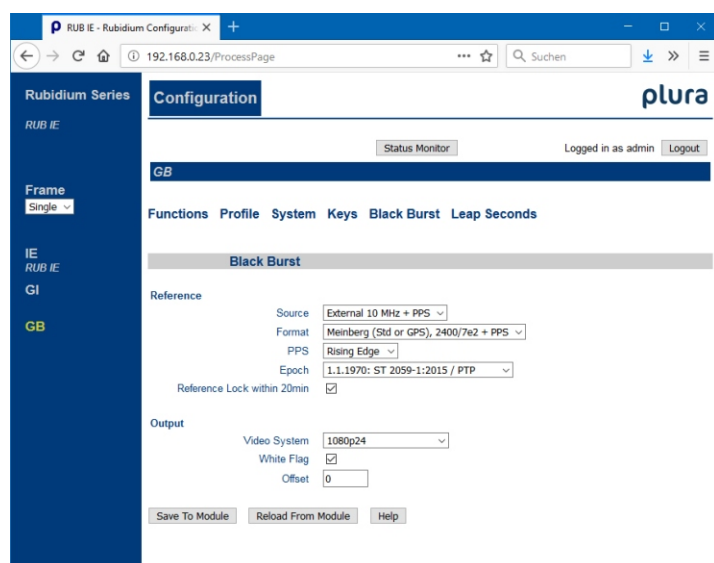 RUB IE - Rubidium Configuratio
192.168.0.23/ProcessPage
Suchen
Rubidium Series
RUB IE
Configuration
plura
Status Monitor
Logged in as admin
Logout
GB
Frame
Single
Functions Profile System Keys Black Burst Leap Seconds
IE
RUB IE
GI
GB
Black Burst
Reference
Source External 10 MHz + PPS
Format Meinberg (Std or GPS), 2400/7e2 + PPS
PPS Rising Edge
Epoch 1.1.1970: ST 2059-1:2015 / PTP
Reference Lock within 20min
Output
Video System 1080p24
White Flag
Offset 0
Save To Module Reload From Module Help